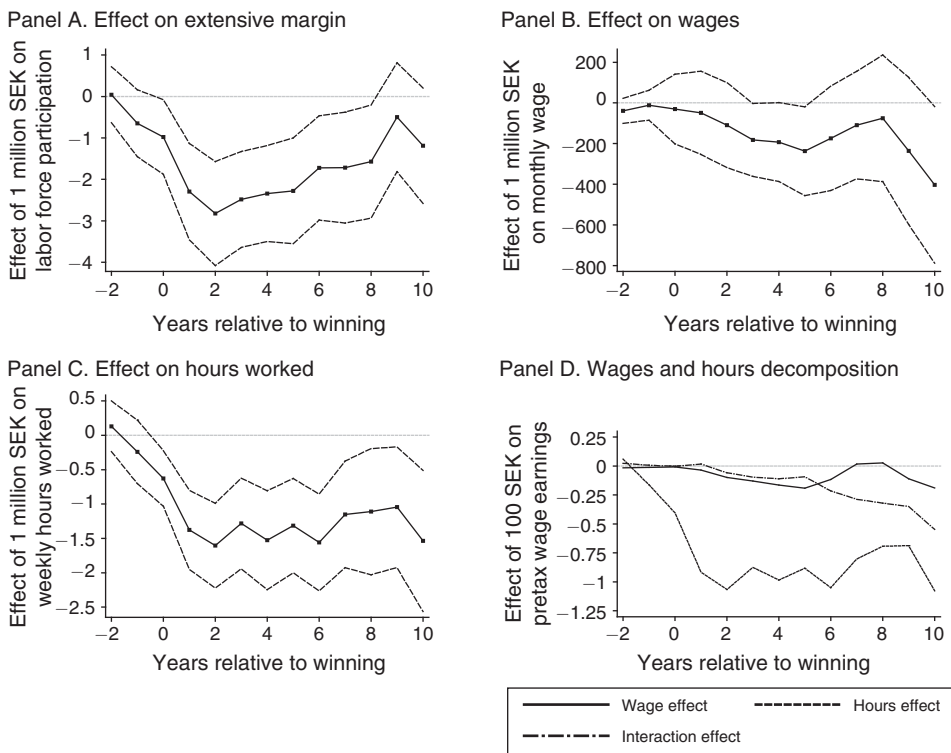 Panel A. Effect on extensive margin
Effect of 1 million SEK on
labor force participation
1
0
−1
−2
−3
−4
−2 0 2 4 6 8 10
Years relative to winning
Panel B. Effect on wages
Effect of 1 million SEK
on monthly wage
200
0
−200
−400
−600
−800
−2 0 2 4 6 8 10
Years relative to winning
Panel C. Effect on hours worked
Effect of 1 million SEK on
weekly hours worked
0.5
0
−0.5
−1
−1.5
−2
−2.5
−2 0 2 4 6 8 10
Years relative to winning
Panel D. Wages and hours decomposition
Effect of 100 SEK on
pretax wage earnings
0.25
0
−0.25
−0.5
−0.75
−1
−1.25
−2 0 2 4 6 8 10
Years relative to winning
Wage effect Hours effect
Interaction effect